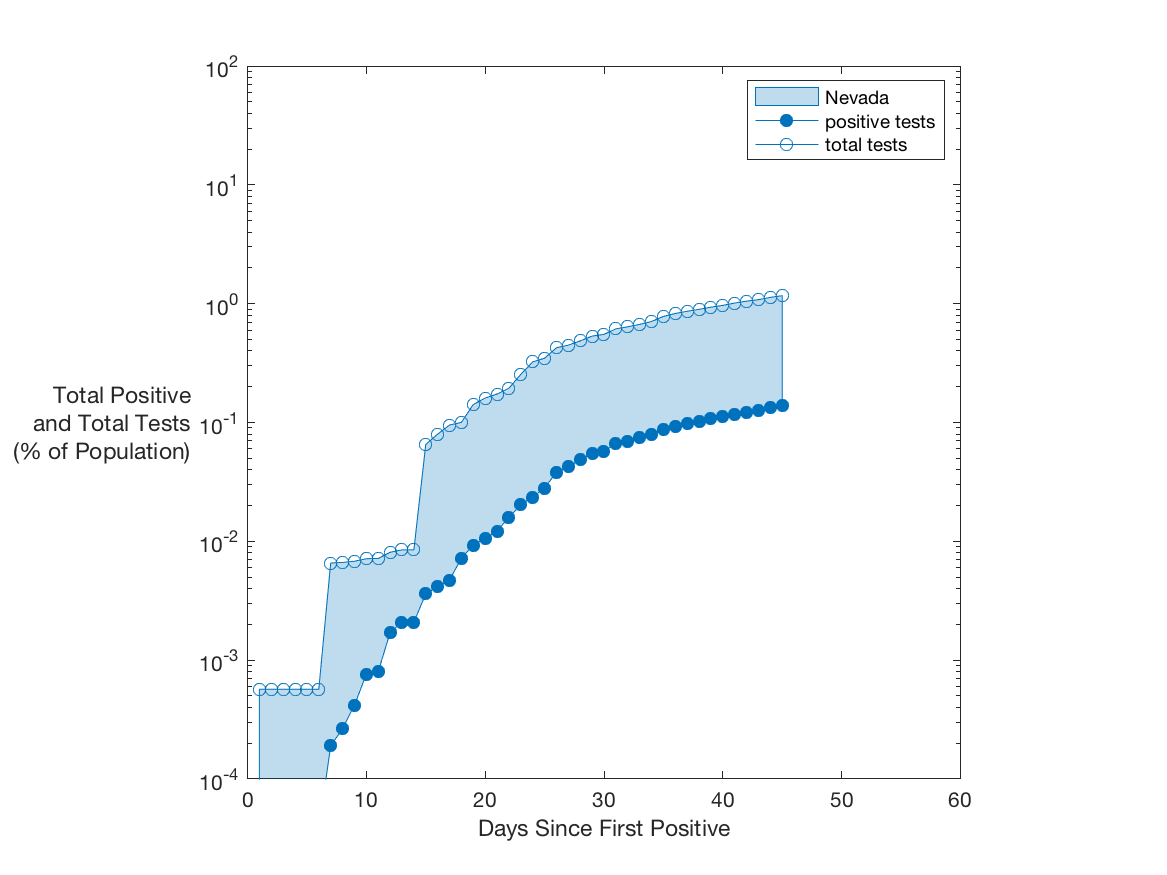 10^2
10^1
10^0
10^-1
10^-2
10^-3
10^-4
Total Positive
and Total Tests
(% of Population)
Nevada
positive tests
total tests
0 10 20 30 40 50 60
Days Since First Positive